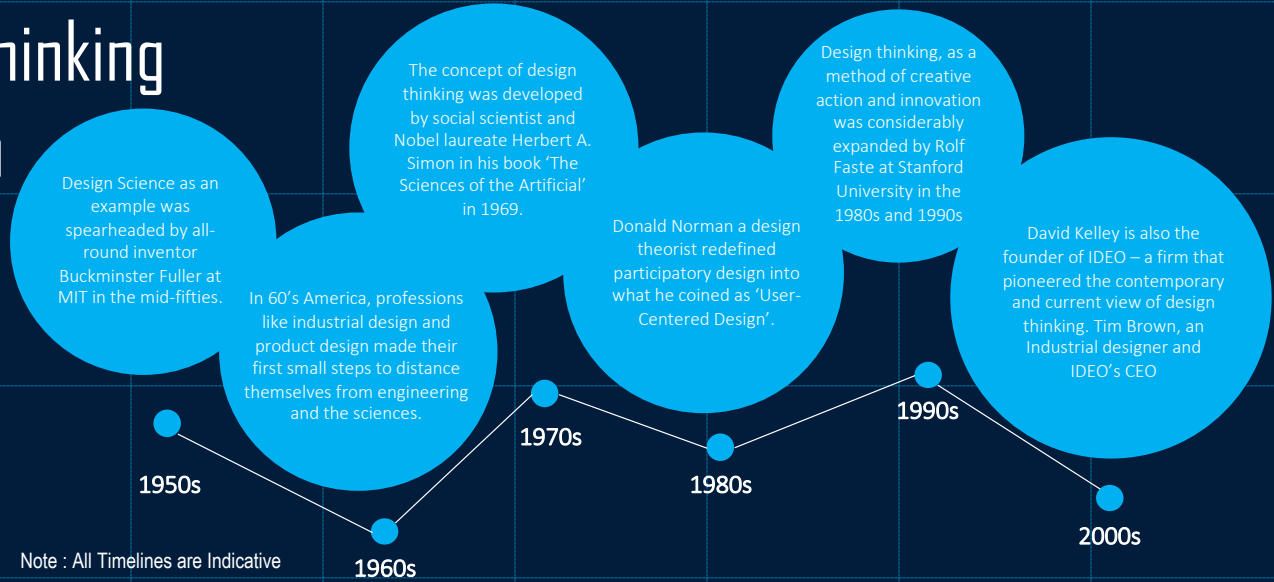 hinking
Design Science as an
example was
spearheaded by all-
round inventor
Buckminster Fuller at
MIT in the mid-fifties.
In 60's America, professions
like industrial design and
product design made their
first small steps to distance
themselves from engineering
and the sciences.
The concept of design
thinking was developed
by social scientist and
Nobel laureate Herbert A.
Simon in his book ‘The
Sciences of the Artificial’
in 1969.
Donald Norman a design
theorist redefined
participatory design into
what he coined as ‘User-
Centered Design’.
Design thinking, as a
method of creative
action and innovation
was considerably
expanded by Rolf
Faste at Stanford
University in the
1980s and 1990s
David Kelley is also the
founder of IDEO – a firm that
pioneered the contemporary
and current view of design
thinking. Tim Brown, an
Industrial designer and
IDEO’s CEO
1950s
1960s
1970s
1980s
1990s
2000s
Note : All Timelines are Indicative